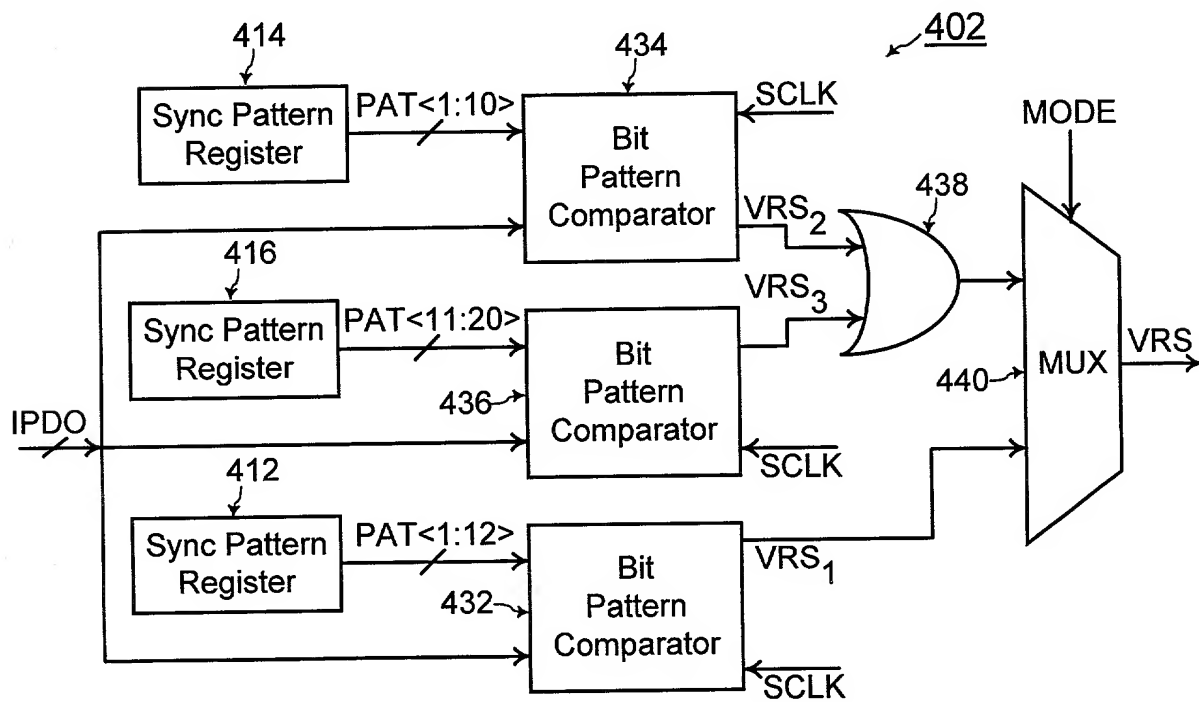 402
414
Sync Pattern
Register
PAT<1:10>
434
Bit
Pattern
Comparator
SCLK
MODE
VRS2
438
416
Sync Pattern
Register
PAT<11:20>
436
Bit
Pattern
Comparator
VRS3
SCLK
440
MUX
VRS
IPDO
412
Sync Pattern
Register
PAT<1:12>
432
Bit
Pattern
Comparator
VRS1
SCLK